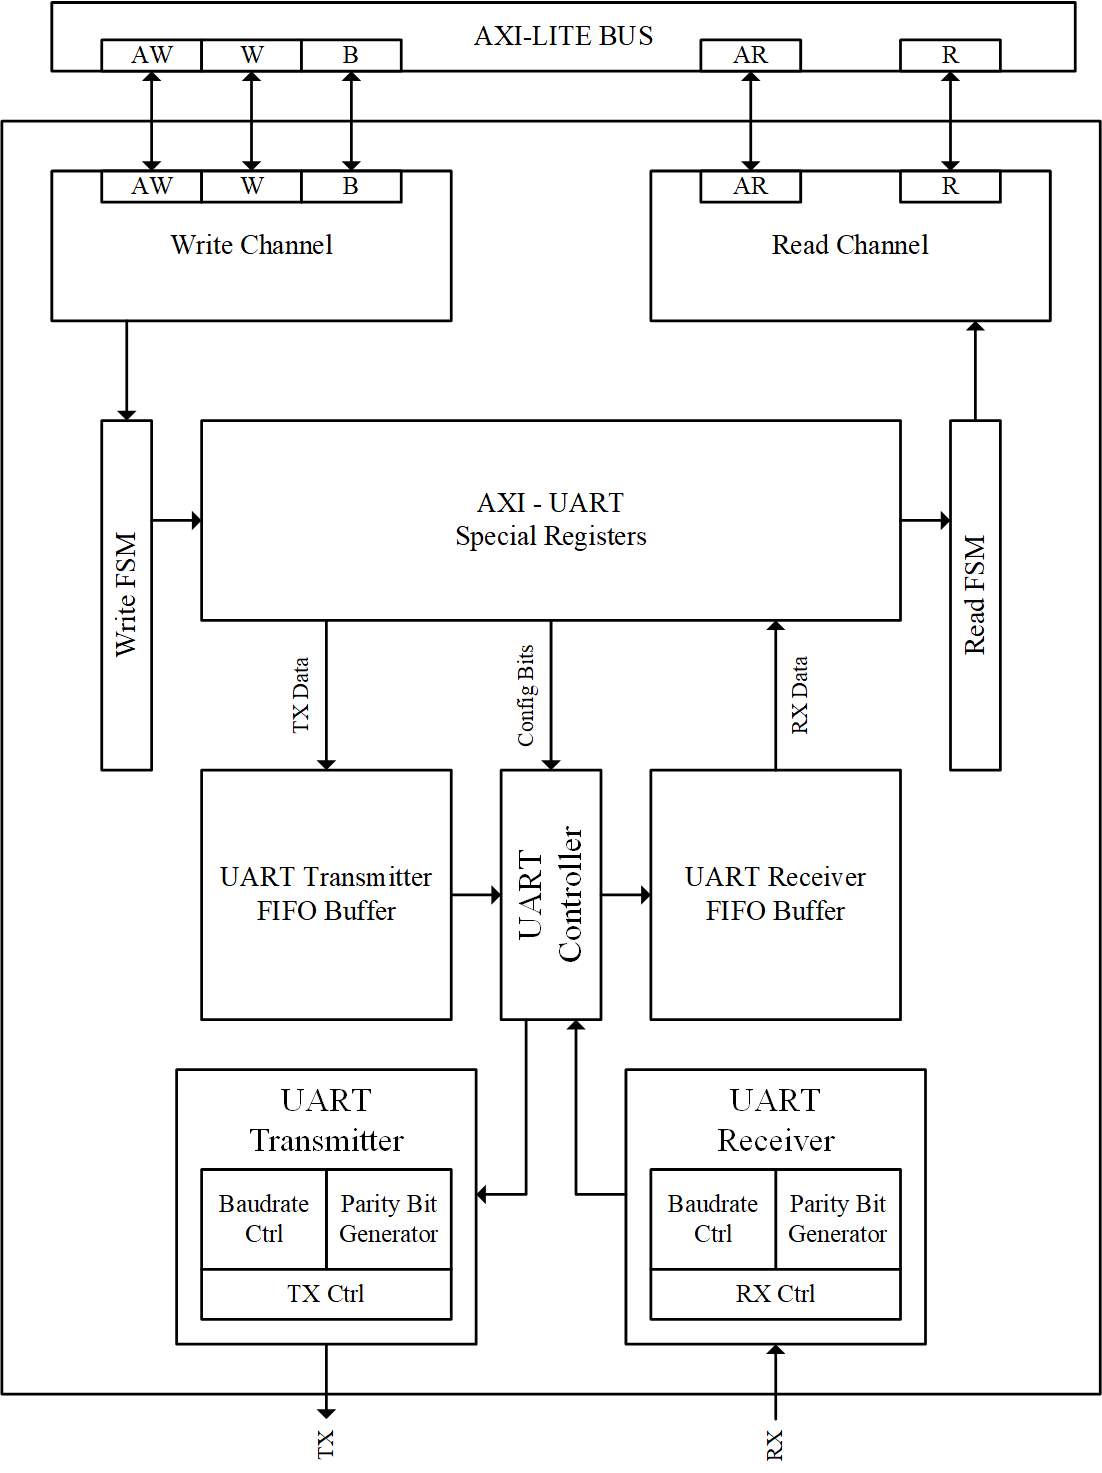 AXI-LITE BUS
AW W B AR R
AW W B AR R
Write Channel
Read Channel
AXI - UART
Special Registers
Write FSM
Read FSM
TX Data
Config Bits
RX Data
UART Transmitter
FIFO Buffer
UART
Controller
UART Receiver
FIFO Buffer
UART
Transmitter
Baudrate
Ctrl
Parity Bit
Generator
TX Ctrl
UART
Receiver
Baudrate
Ctrl
Parity Bit
Generator
RX Ctrl
TX
RX